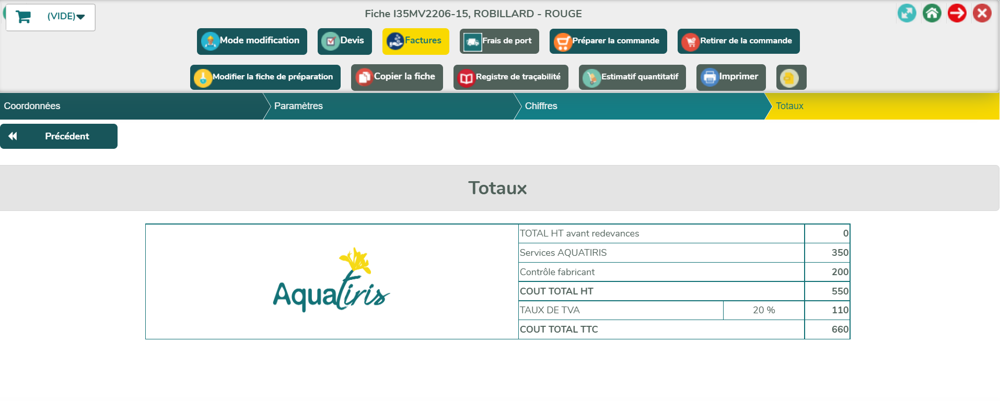 (VIDE)
Fiche I35MV2206-15, ROBILLARD - ROUGE
Mode modification
Devis
Factures
Frais de port
Préparer la commande
Retirer de la commande
Modifier la fiche de préparation
Copier la fiche
Registre de traçabilité
Estimatif quantitatif
Imprimer
Coordonnées
Paramètres
Chiffres
Totaux
Précédent
Totaux
Aquatiris
TOTAL HT avant redevances 0
Services AQUATIRIS 350
Contrôle fabricant 200
COUT TOTAL HT 550
TAUX DE TVA 20 % 110
COUT TOTAL TTC 660